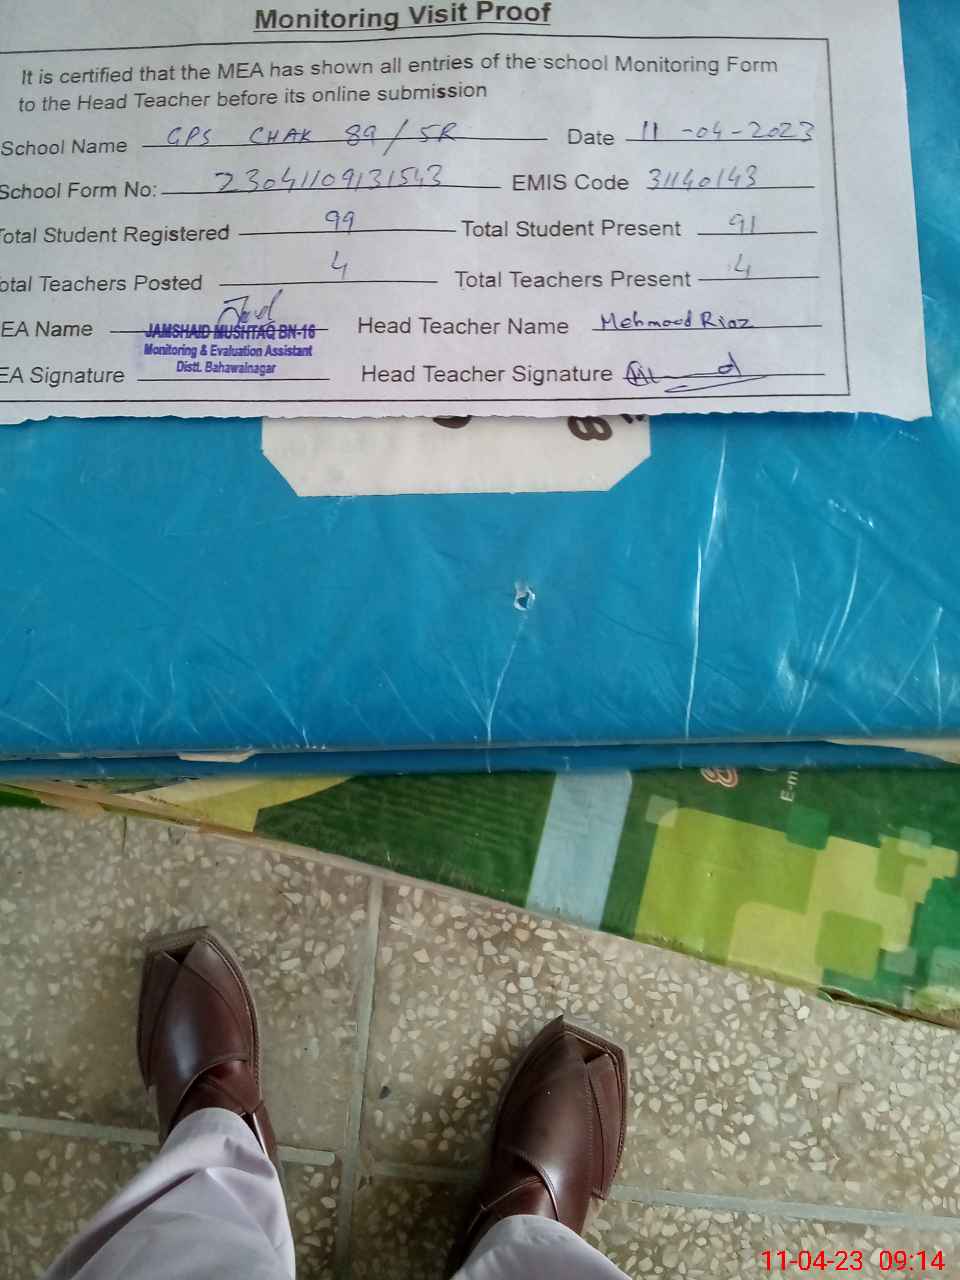 Monitoring Visit Proof
It is certified that the MEA has shown all entries of the school Monitoring Form
to the Head Teacher before its online submission
School Name GPS CHAK 89/5R Date 11-04-2023
School Form No: 23041109131543 EMIS Code 31140143
Total Student Registered 99 Total Student Present 91
otal Teachers Posted 4 Total Teachers Present 4
EA Name JAMSHAID MUSHTAQ BN-16 Head Teacher Name Mehmood Riaz
Monitoring & Evaluation Assistant
Distt. Bahawalnagar
EA Signature Head Teacher Signature
8
E-m
11-04-23 09:14